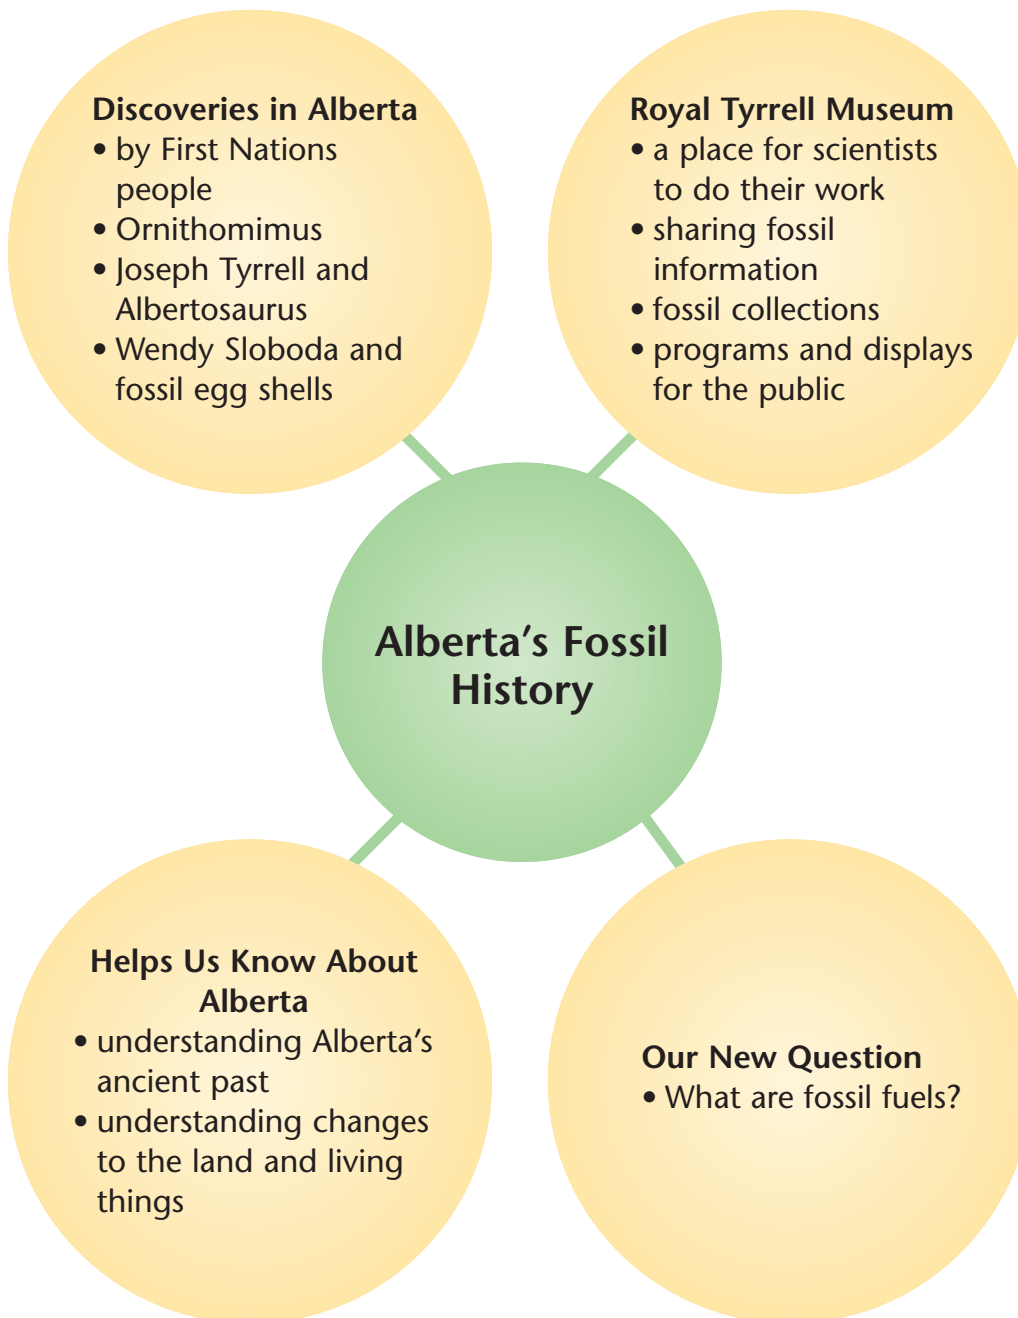 Discoveries in Alberta
• by First Nations
people
• Ornithomimus
• Joseph Tyrrell and
Albertosaurus
• Wendy Sloboda and
fossil egg shells
Royal Tyrrell Museum
• a place for scientists
to do their work
• sharing fossil
information
• fossil collections
• programs and displays
for the public
Alberta's Fossil
History
Helps Us Know About
Alberta
• understanding Alberta's
ancient past
• understanding changes
to the land and living
things
Our New Question
• What are fossil fuels?